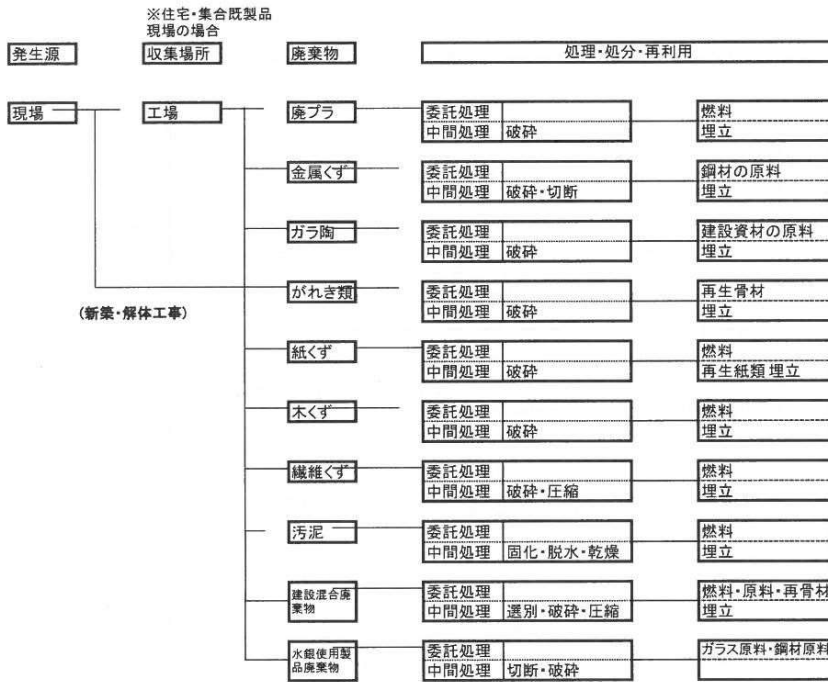 ※住宅・集合既製品
現場の場合
発生源
収集場所
廃棄物
処理・処分・再利用
現場
工場
廃プラ
委託処理
中間処理 破砕
燃料
埋立
金属くず
委託処理
中間処理 破砕・切断
鋼材の原料
埋立
ガラ陶
委託処理
中間処理 破砕
建設資材の原料
埋立
がれき類
委託処理
中間処理 破砕
再生骨材
埋立
(新築・解体工事)
紙くず
委託処理
中間処理 破砕
燃料
再生紙類 埋立
木くず
委託処理
中間処理 破砕
燃料
埋立
繊維くず
委託処理
中間処理 破砕・圧縮
燃料
埋立
汚泥
委託処理
中間処理 固化・脱水・乾燥
燃料
埋立
建設混合廃
棄物
委託処理
中間処理 選別・破砕・圧縮
燃料・原料・再骨材
埋立
水銀使用製
品廃棄物
委託処理
中間処理 切断・破砕
ガラス原料・鋼材原料